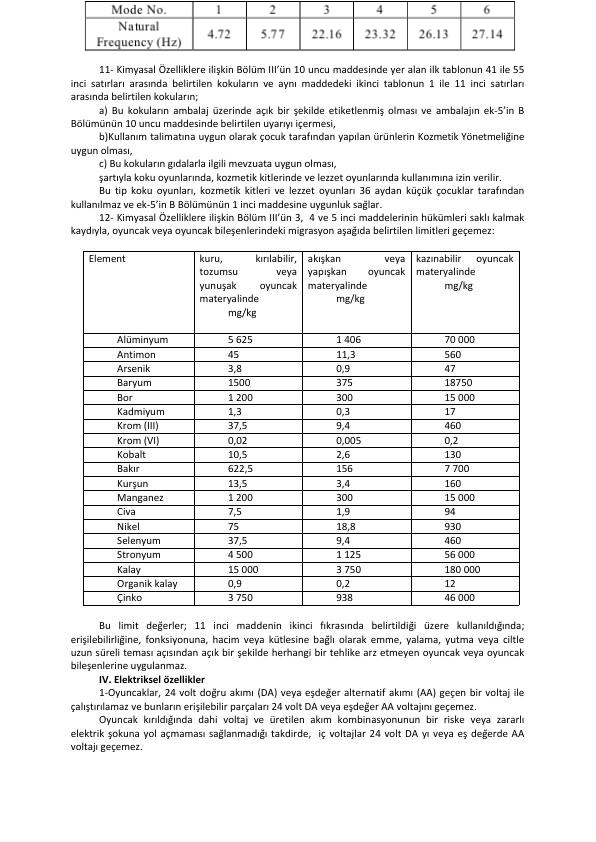 Mode No. 1 2 3 4 5 6
Natural Frequency (Hz) 4.72 5.77 22.16 23.32 26.13 27.14
11- Kimyasal Özelliklere ilişkin Bölüm III’ün 10 uncu maddesinde yer alan ilk tablonun 41 ile 55
inci satırları arasında belirtilen kokuların ve aynı maddedeki ikinci tablonun 1 ile 11 inci satırları
arasında belirtilen kokuların;
a) Bu kokuların ambalaj üzerinde açık bir şekilde etiketlenmiş olması ve ambalajın ek-5’in B
Bölümünün 10 uncu maddesinde belirtilen uyarıyı içermesi,
b)Kullanım talimatına uygun olarak çocuk tarafından yapılan ürünlerin Kozmetik Yönetmeliğine
uygun olması,
c) Bu kokuların gıdalarla ilgili mevzuata uygun olması,
şartıyla koku oyunlarında, kozmetik kitlerinde ve lezzet oyunlarında kullanımına izin verilir.
Bu tip koku oyunları, kozmetik kitleri ve lezzet oyunları 36 aydan küçük çocuklar tarafından
kullanılmaz ve ek-5’in B Bölümünün 1 inci maddesine uygunluk sağlar.
12- Kimyasal Özelliklere ilişkin Bölüm III’ün 3, 4 ve 5 inci maddelerinin hükümleri saklı kalmak
kaydıyla, oyuncak veya oyuncak bileşenlerindeki migrasyon aşağıda belirtilen limitleri geçemez:
Element kuru, kırılabilir, akışkan veya kazınabilir oyuncak
tozumsu veya yapışkan oyuncak materyalinde
yunuşak oyuncak materyalinde mg/kg
materyalinde mg/kg
mg/kg
Alüminyum 5 625 1 406 70 000
Antimon 45 11,3 560
Arsenik 3,8 0,9 47
Baryum 1500 375 18750
Bor 1 200 300 15 000
Kadmiyum 1,3 0,3 17
Krom (III) 37,5 9,4 460
Krom (VI) 0,02 0,005 0,2
Kobalt 10,5 2,6 130
Bakır 622,5 156 7 700
Kurşun 13,5 3,4 160
Manganez 1 200 300 15 000
Civa 7,5 1,9 94
Nikel 75 18,8 930
Selenyum 37,5 9,4 460
Stronyum 4 500 1 125 56 000
Kalay 15 000 3 750 180 000
Organik kalay 0,9 0,2 12
Çinko 3 750 938 46 000
Bu limit değerler; 11 inci maddenin ikinci fıkrasında belirtildiği üzere kullanıldığında;
erişilebilirliğine, fonksiyonuna, hacim veya kütlesine bağlı olarak emme, yalama, yutma veya ciltle
uzun süreli teması açısından açık bir şekilde herhangi bir tehlike arz etmeyen oyuncak veya oyuncak
bileşenlerine uygulanmaz.
IV. Elektriksel özellikler
1-Oyuncaklar, 24 volt doğru akımı (DA) veya eşdeğer alternatif akımı (AA) geçen bir voltaj ile
çalıştırılamaz ve bunların erişilebilir parçaları 24 volt DA veya eşdeğer AA voltajını geçemez.
Oyuncak kırıldığında dahi voltaj ve üretilen akım kombinasyonunun bir riske veya zararlı
elektrik şokuna yol açmaması sağlanmadığı takdirde, iç voltajlar 24 volt DA yı veya eş değerde AA
voltajı geçemez.